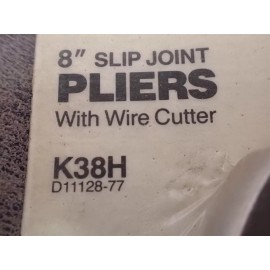 8" SLIP JOINT
PLIERS
With Wire Cutter
K38H
D11128-77